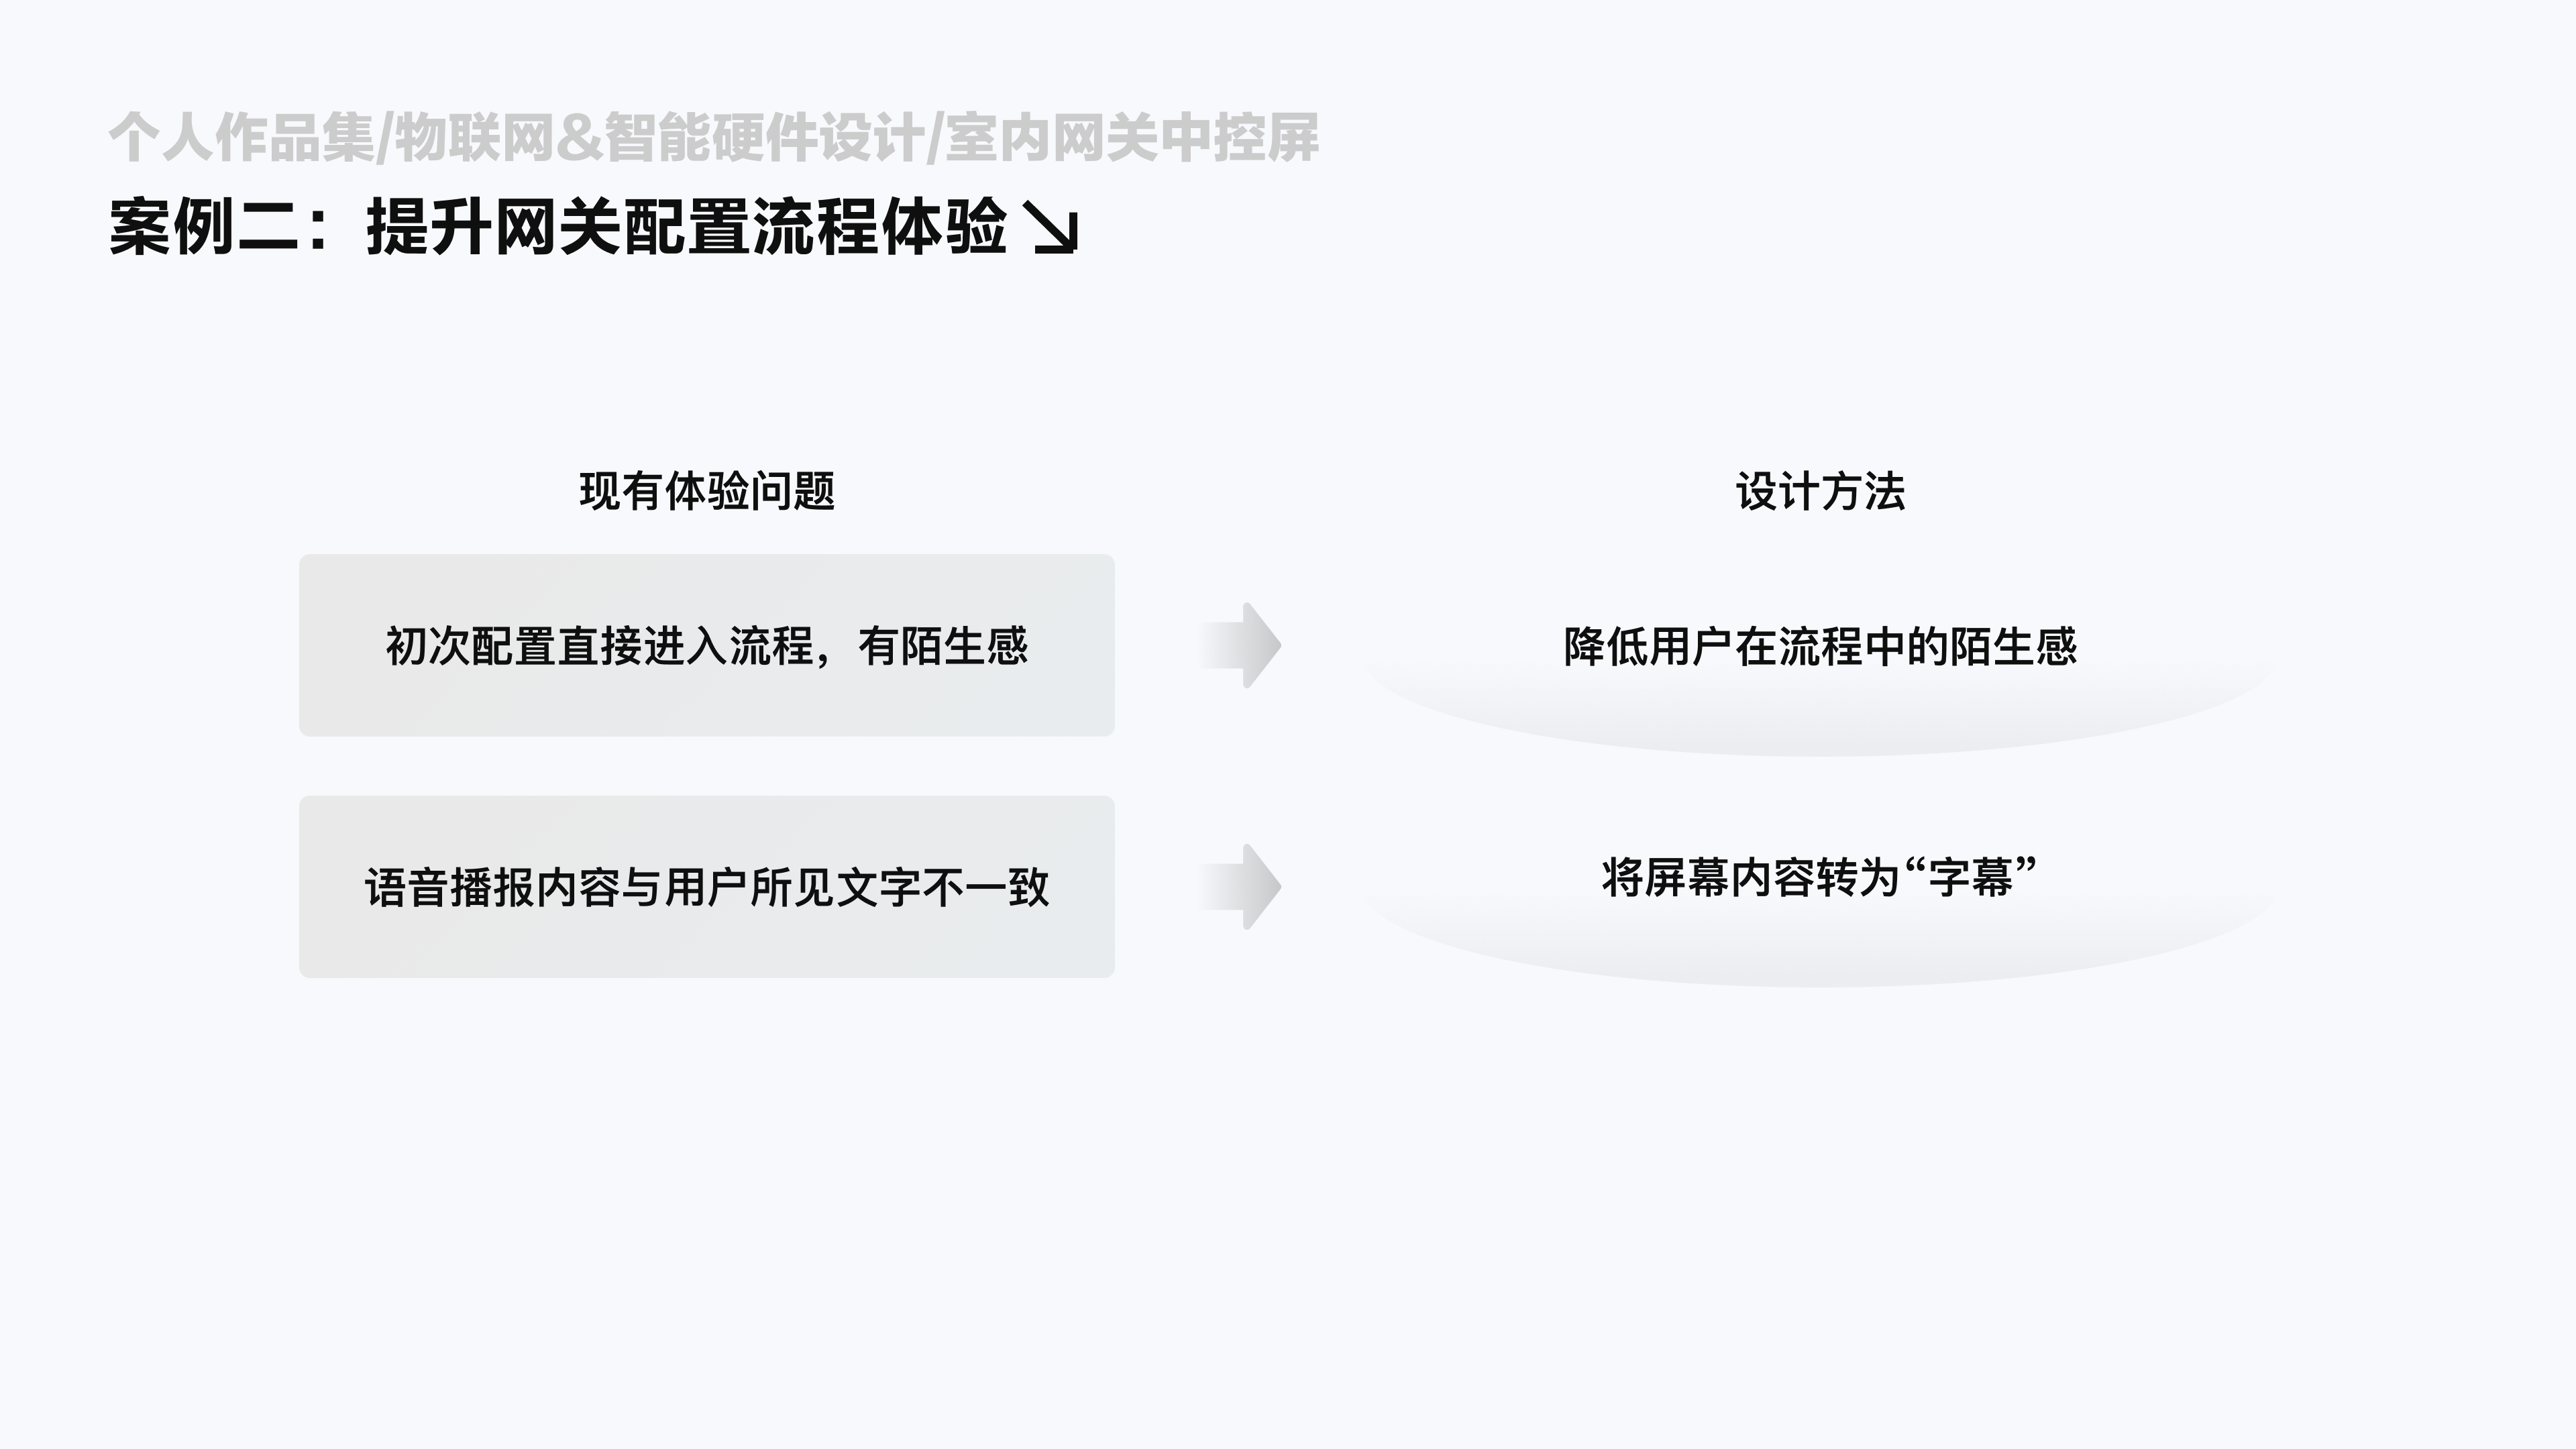 个人作品集/物联网&智能硬件设计/室内网关中控屏
案例二：提升网关配置流程体验↘
现有体验问题
设计方法
初次配置直接进入流程，有陌生感
降低用户在流程中的陌生感
语音播报内容与用户所见文字不一致
将屏幕内容转为“字幕”